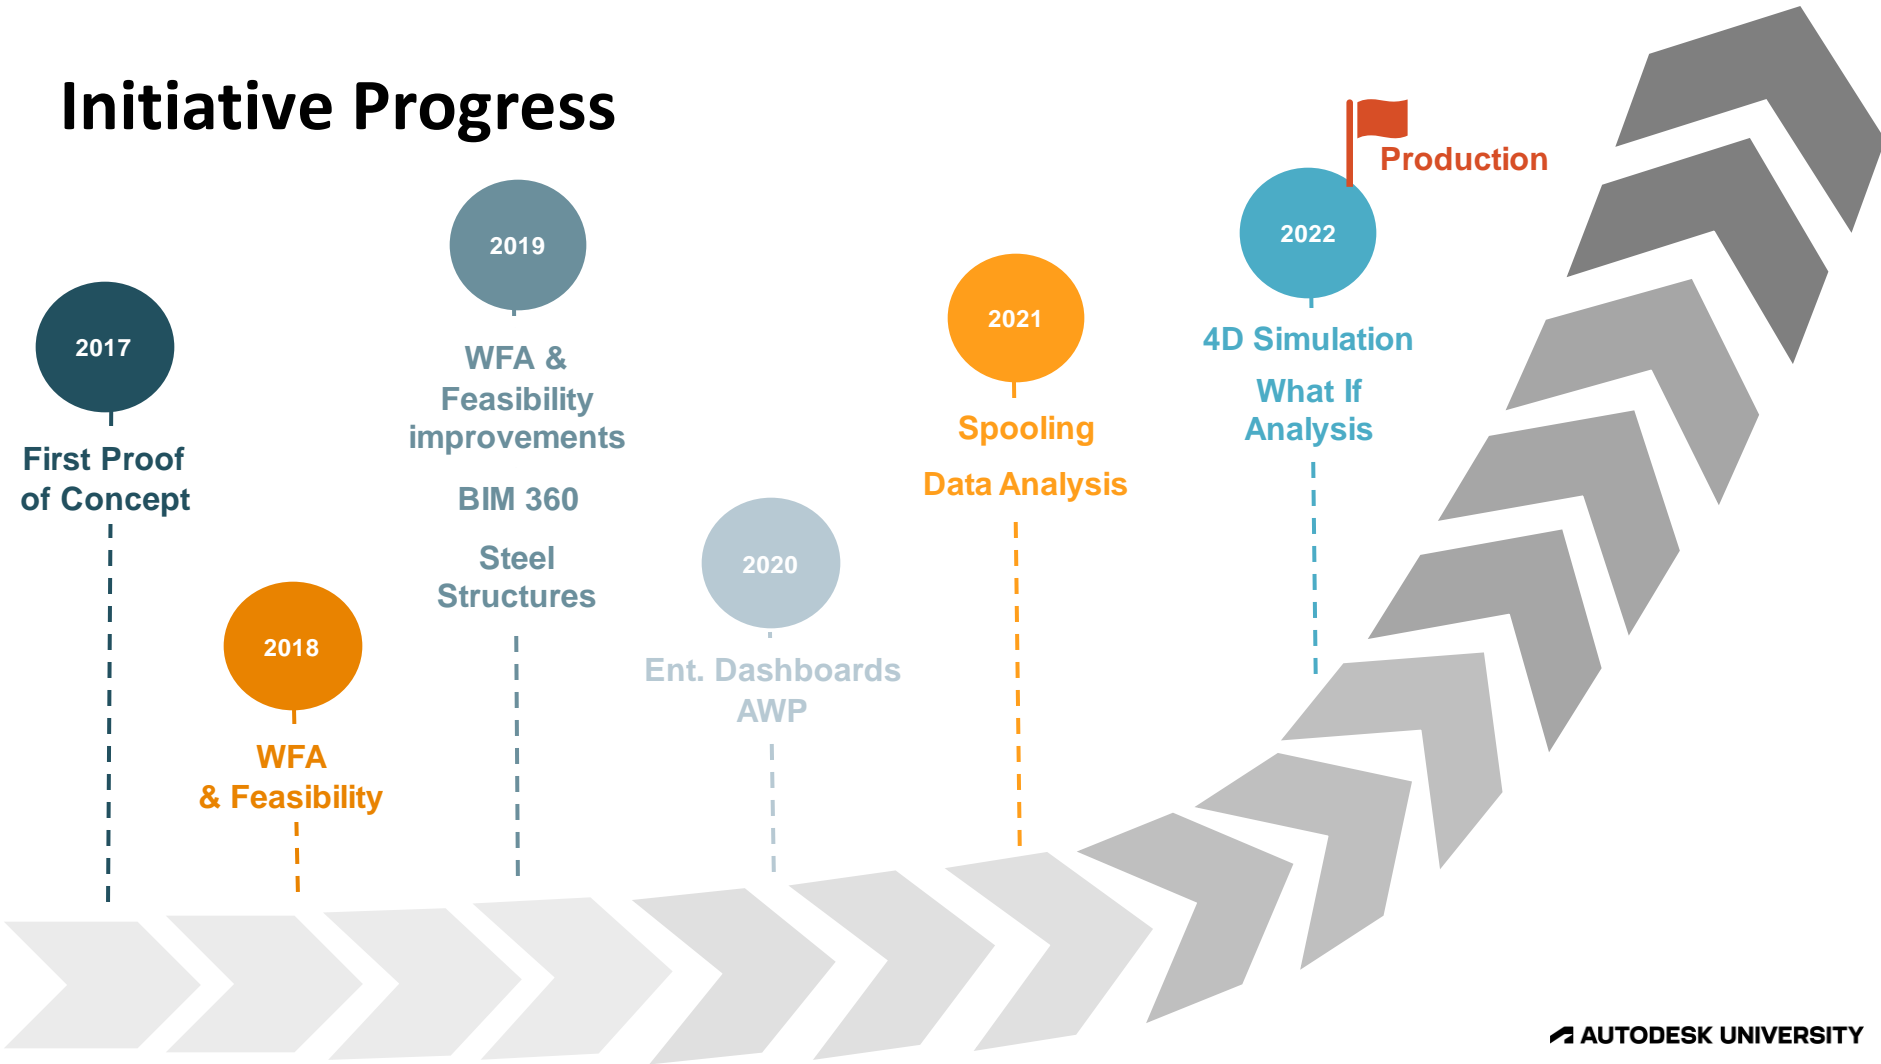 Initiative Progress
2017
First Proof
of Concept
2018
WFA
& Feasibility
2019
WFA &
Feasibility
improvements
BIM 360
Steel
Structures
2020
Ent. Dashboards
AWP
2021
Spooling
Data Analysis
Production
2022
4D Simulation
What If
Analysis
AUTODESK UNIVERSITY